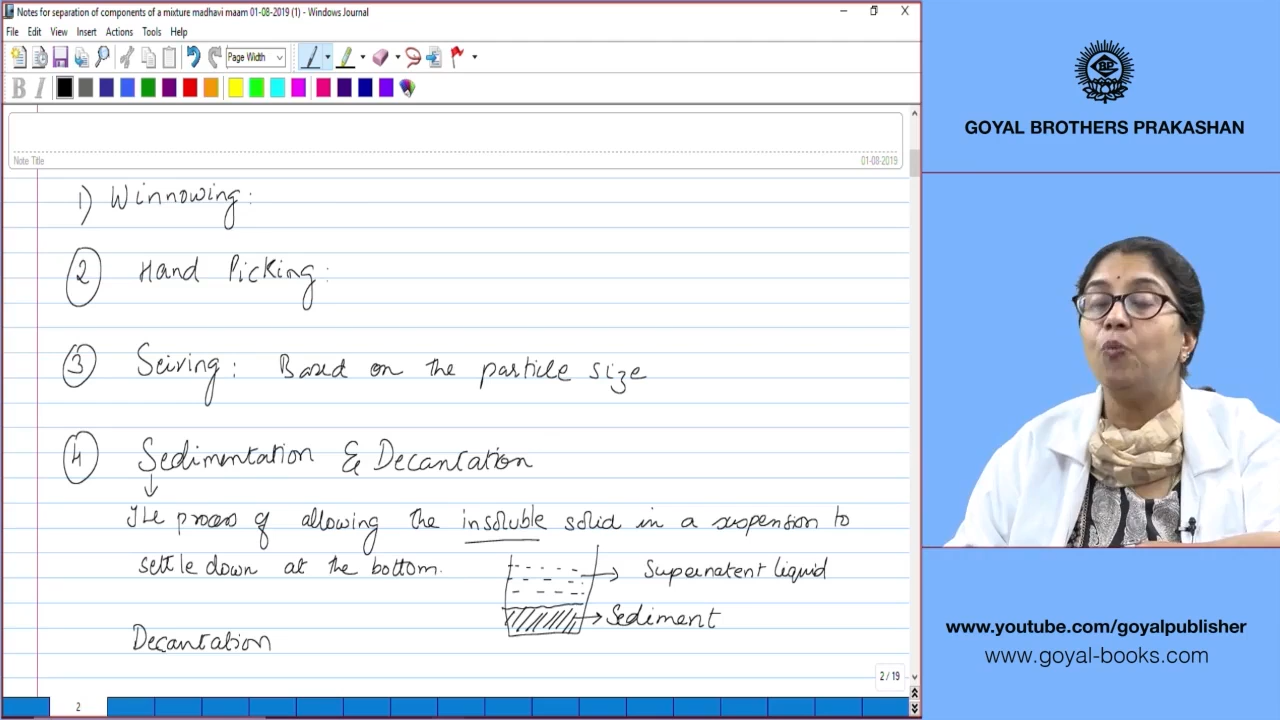 Notes for separation of components of a mixture madhavi maam 01-08-2019 (1) - Windows Journal
File Edit View Insert Actions Tools Help
Page Width
B I
Note Title
01-08-2019
1) Winnowing:
2 Hand Picking:
3 Seiving: Based on the particle size
4 Sedimentation & Decantation
The process of allowing the insoluble solid in a suspension to
settle down at the bottom.
Supernatent liquid
Sediment
Decantation
2 / 19
2
GBP
GOYAL BROTHERS PRAKASHAN
www.youtube.com/goyalpublisher
www.goyal-books.com